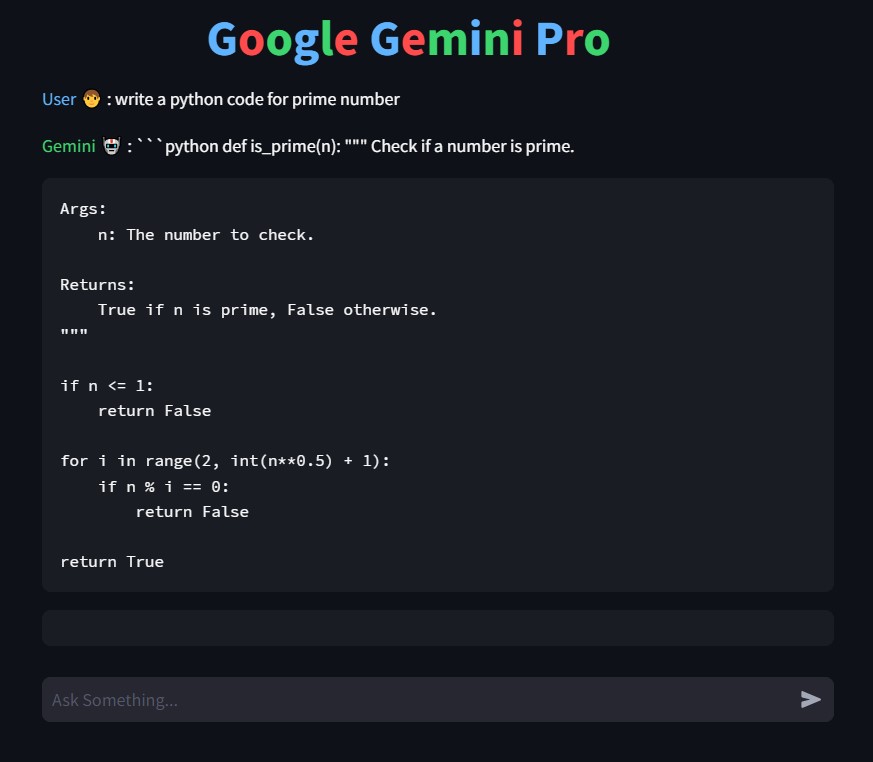 Google Gemini Pro
User 👨 : write a python code for prime number
Gemini 🤖 : ```python def is_prime(n): """ Check if a number is prime.
Args:
    n: The number to check.
Returns:
    True if n is prime, False otherwise.
"""
if n <= 1:
    return False
for i in range(2, int(n**0.5) + 1):
    if n % i == 0:
        return False
return True
Ask Something...